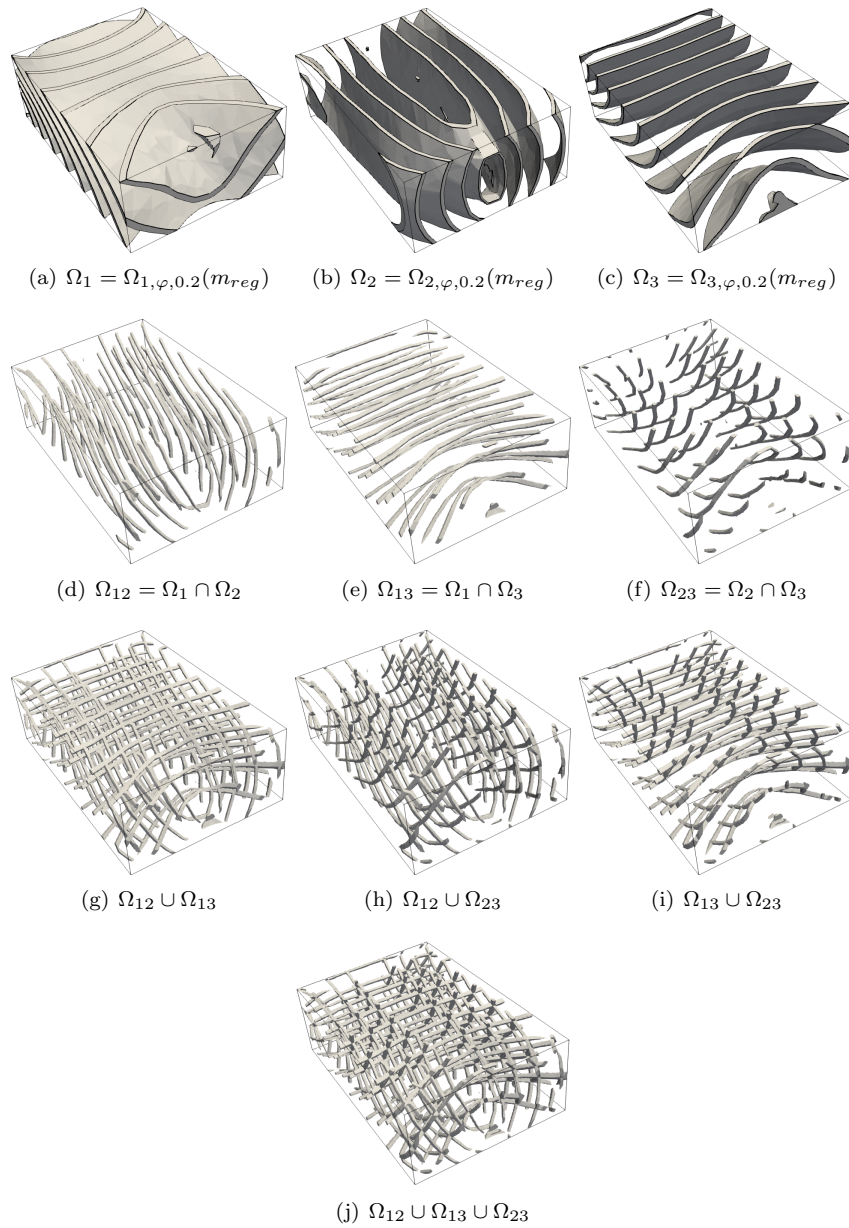 (a) Ω₁ = Ω₁,φ,0.2(mreg)
(b) Ω₂ = Ω₂,φ,0.2(mreg)
(c) Ω₃ = Ω₃,φ,0.2(mreg)
(d) Ω₁₂ = Ω₁ ∩ Ω₂
(e) Ω₁₃ = Ω₁ ∩ Ω₃
(f) Ω₂₃ = Ω₂ ∩ Ω₃
(g) Ω₁₂ ∪ Ω₁₃
(h) Ω₁₂ ∪ Ω₂₃
(i) Ω₁₃ ∪ Ω₂₃
(j) Ω₁₂ ∪ Ω₁₃ ∪ Ω₂₃